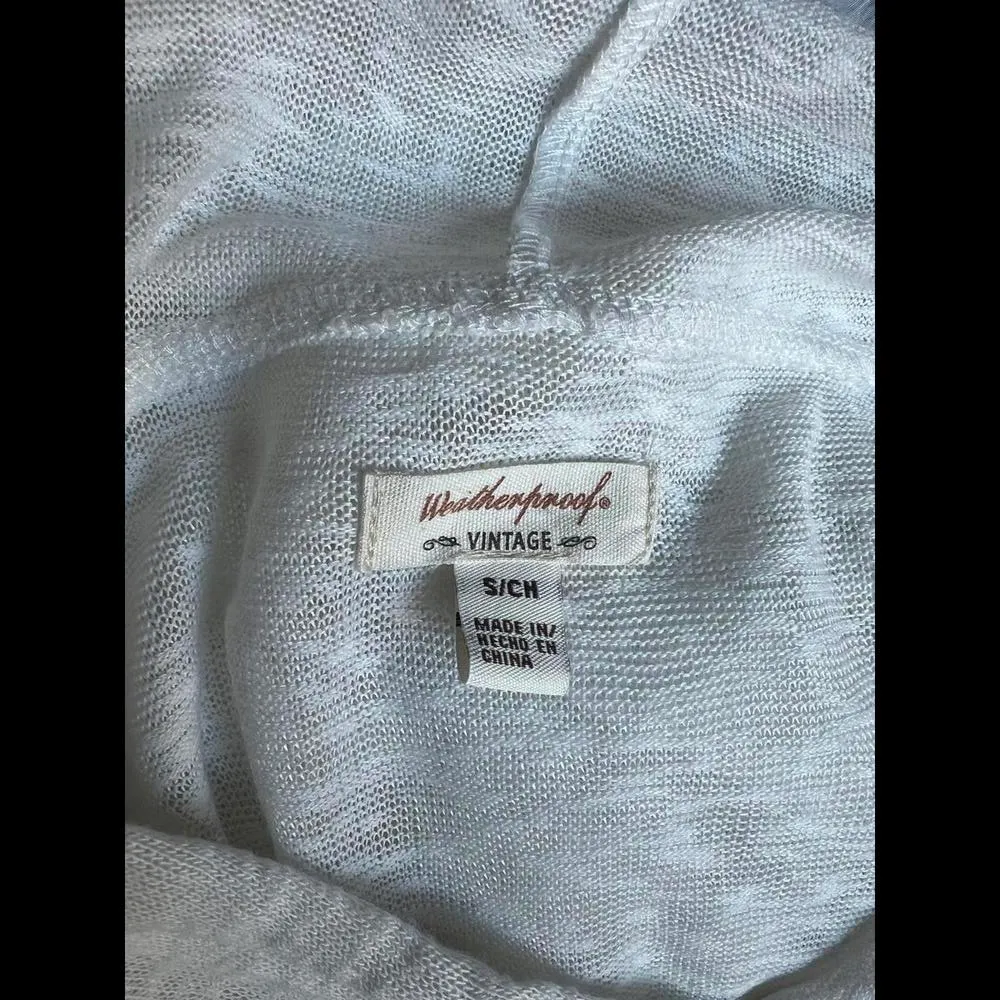 Weatherproof®
VINTAGE
S/CH
MADE IN/
HECHO EN
CHINA